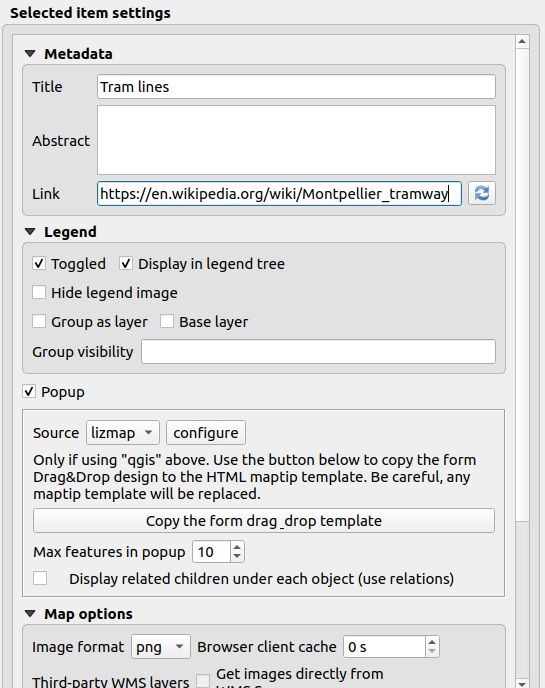 Selected item settings
Metadata
Title Tram lines
Abstract
Link https://en.wikipedia.org/wiki/Montpellier_tramway
Legend
Toggled Display in legend tree
Hide legend image
Group as layer Base layer
Group visibility
Popup
Source lizmap configure
Only if using "qgis" above. Use the button below to copy the form
Drag&Drop design to the HTML maptip template. Be careful, any
maptip template will be replaced.
Copy the form drag_drop template
Max features in popup 10
Display related children under each object (use relations)
Map options
Image format png Browser client cache 0 s
Third-party WMS layers Get images directly from